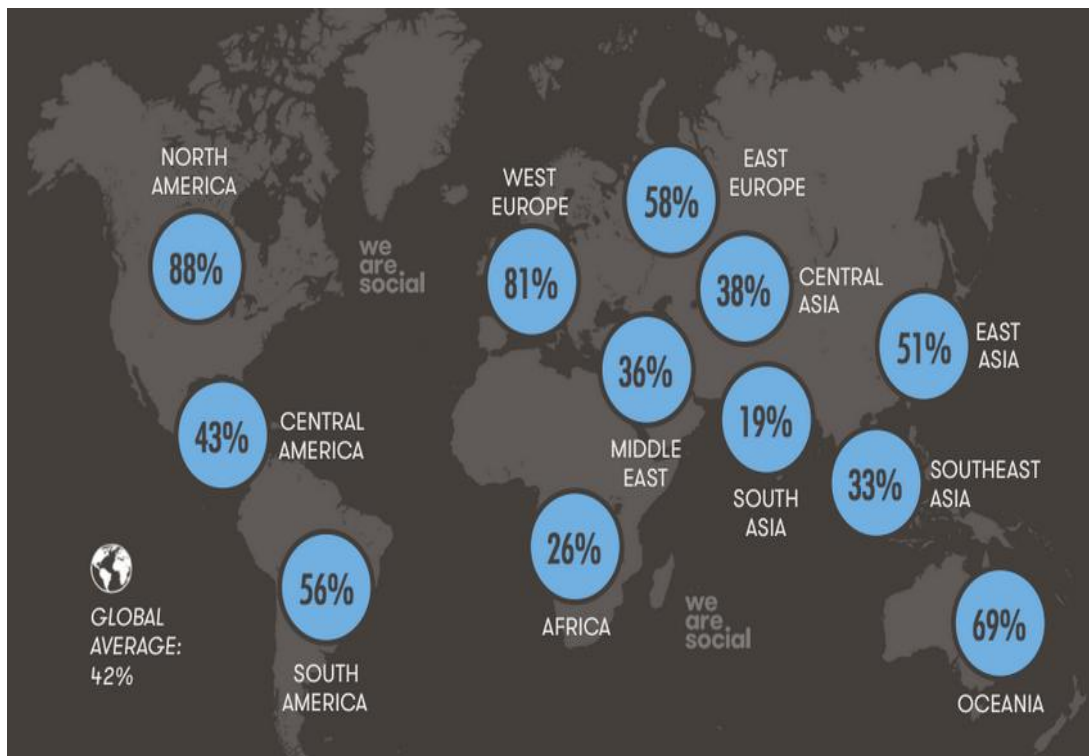 NORTH
AMERICA
88%
we
are
social
WEST
EUROPE
81%
58%
EAST
EUROPE
38%
CENTRAL
ASIA
51%
EAST
ASIA
43%
CENTRAL
AMERICA
36%
MIDDLE
EAST
19%
SOUTH
ASIA
33%
SOUTHEAST
ASIA
GLOBAL
AVERAGE:
42%
56%
SOUTH
AMERICA
26%
AFRICA
we
are
social
69%
OCEANIA